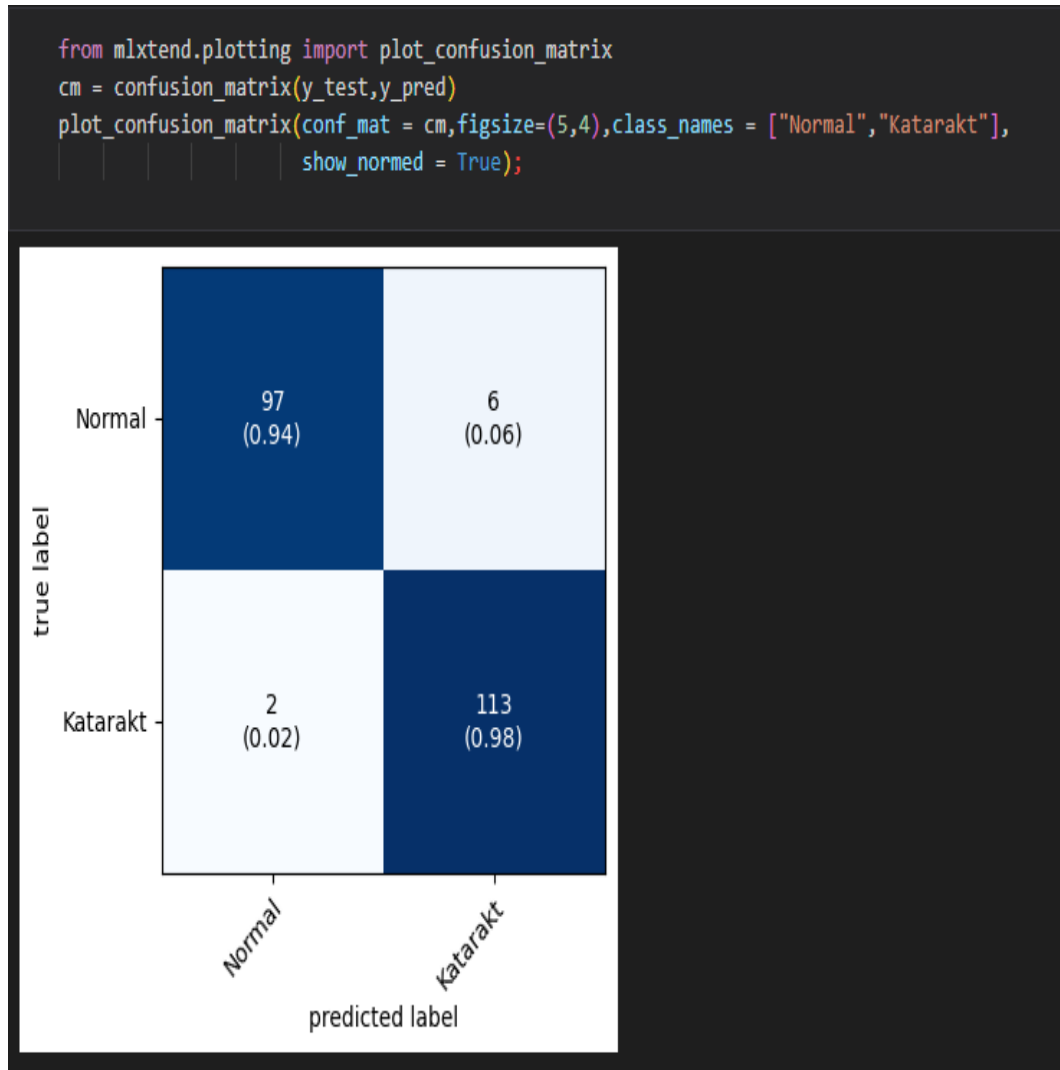 from mlxtend.plotting import plot_confusion_matrix
cm = confusion_matrix(y_test,y_pred)
plot_confusion_matrix(conf_mat = cm,figsize=(5,4),class_names = ["Normal","Katarakt"],
show_normed = True);
97
(0.94)
6
(0.06)
Normal
2
(0.02)
113
(0.98)
Katarakt
true label
Normal
Katarakt
predicted label